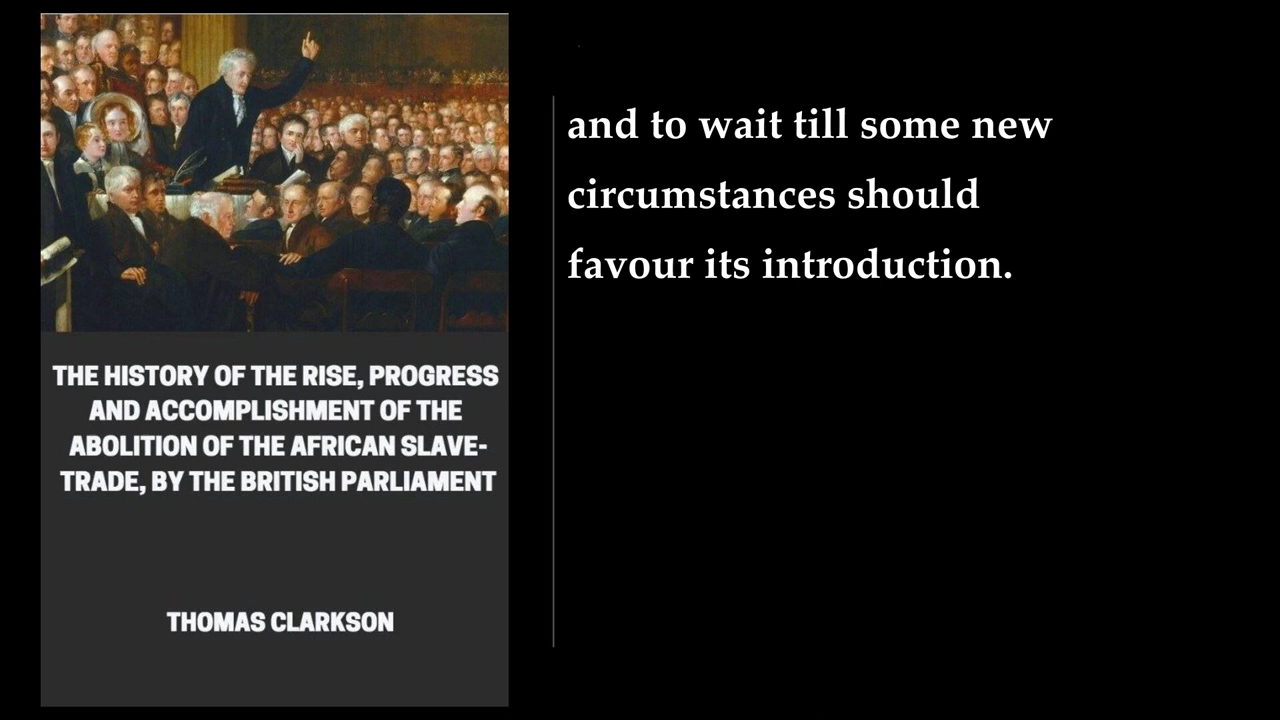 THE HISTORY OF THE RISE, PROGRESS
AND ACCOMPLISHMENT OF THE
ABOLITION OF THE AFRICAN SLAVE-
TRADE, BY THE BRITISH PARLIAMENT
THOMAS CLARKSON
and to wait till some new
circumstances should
favour its introduction.